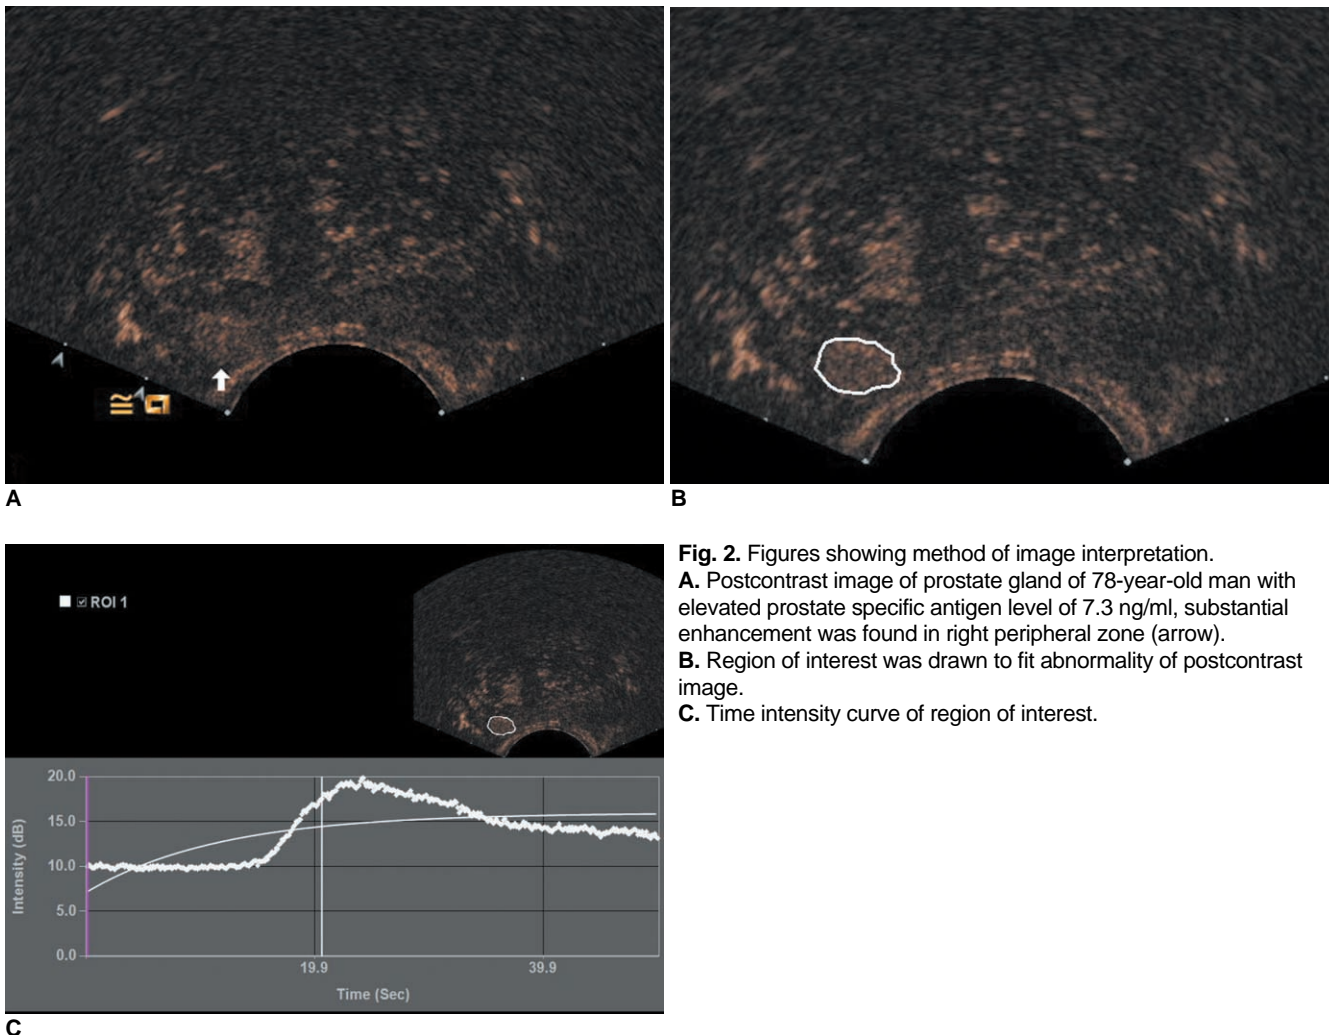 A
B
ROI 1
20.0
15.0
10.0
5.0
0.0
Intensity (dB)
19.9
39.9
Time (Sec)
C
Fig. 2. Figures showing method of image interpretation.
A. Postcontrast image of prostate gland of 78-year-old man with
elevated prostate specific antigen level of 7.3 ng/ml, substantial
enhancement was found in right peripheral zone (arrow).
B. Region of interest was drawn to fit abnormality of postcontrast
image.
C. Time intensity curve of region of interest.